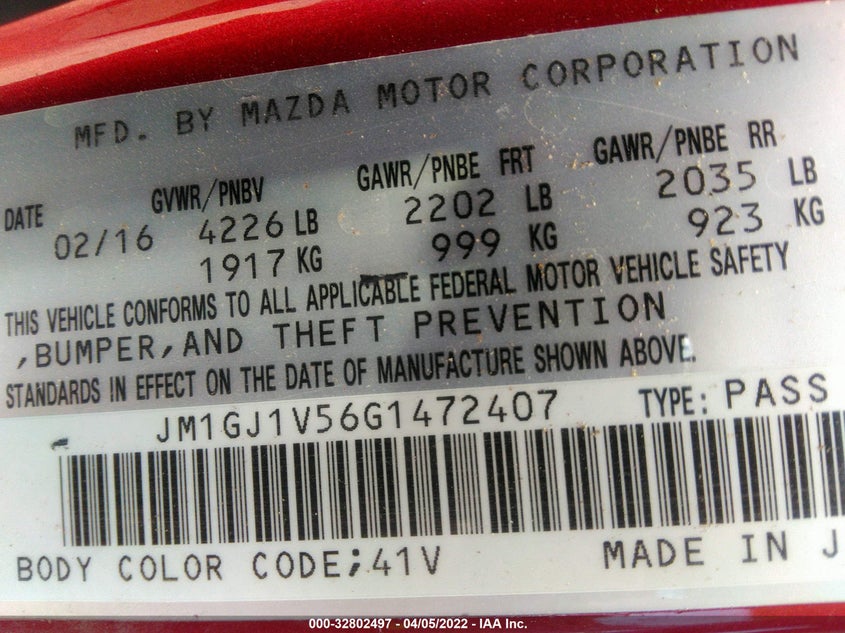 MFD. BY MAZDA MOTOR CORPORATION
DATE GVWR/PNBV GAWR/PNBE FRT GAWR/PNBE RR
02/16 4226 LB 2202 LB 2035 LB
1917 KG 999 KG 923 KG
THIS VEHICLE CONFORMS TO ALL APPLICABLE FEDERAL MOTOR VEHICLE SAFETY
,BUMPER,AND THEFT PREVENTION
STANDARDS IN EFFECT ON THE DATE OF MANUFACTURE SHOWN ABOVE.
JM1GJ1V56G1472407 TYPE: PASS
BODY COLOR CODE;41V MADE IN J
000-32802497 - 04/05/2022 - IAA Inc.